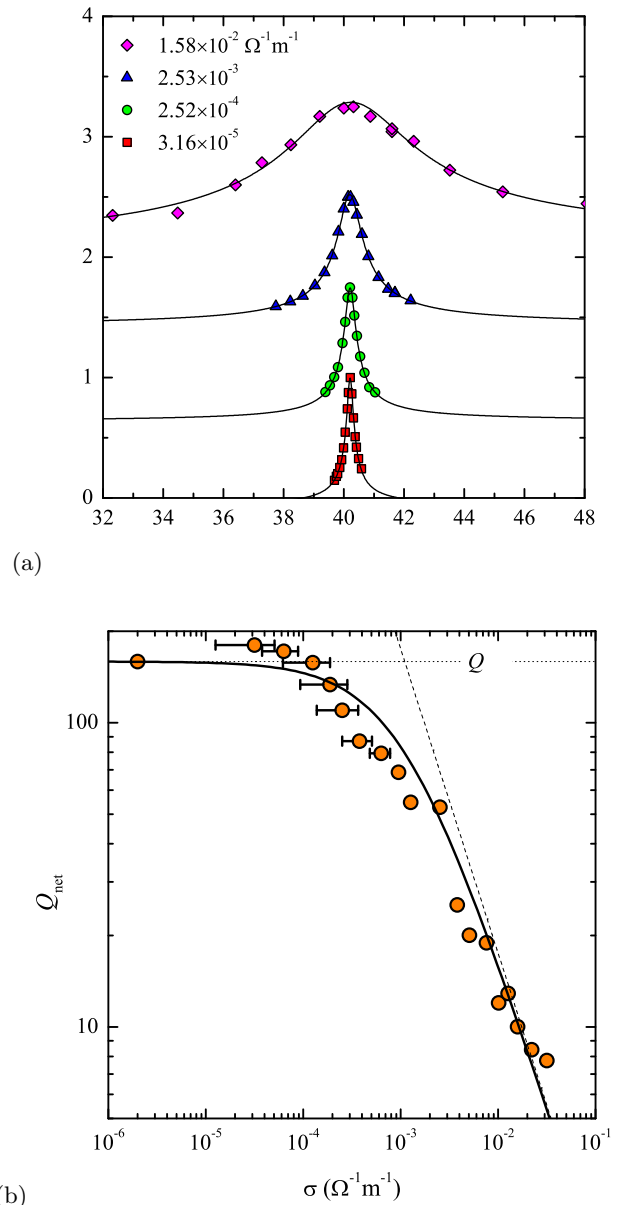 4
3
2
1
0
1.58×10⁻² Ω⁻¹m⁻¹
2.53×10⁻³
2.52×10⁻⁴
3.16×10⁻⁵
32 34 36 38 40 42 44 46 48
(a)
Q
100
10
Qnet
10⁻⁶ 10⁻⁵ 10⁻⁴ 10⁻³ 10⁻² 10⁻¹
σ (Ω⁻¹m⁻¹)
(b)